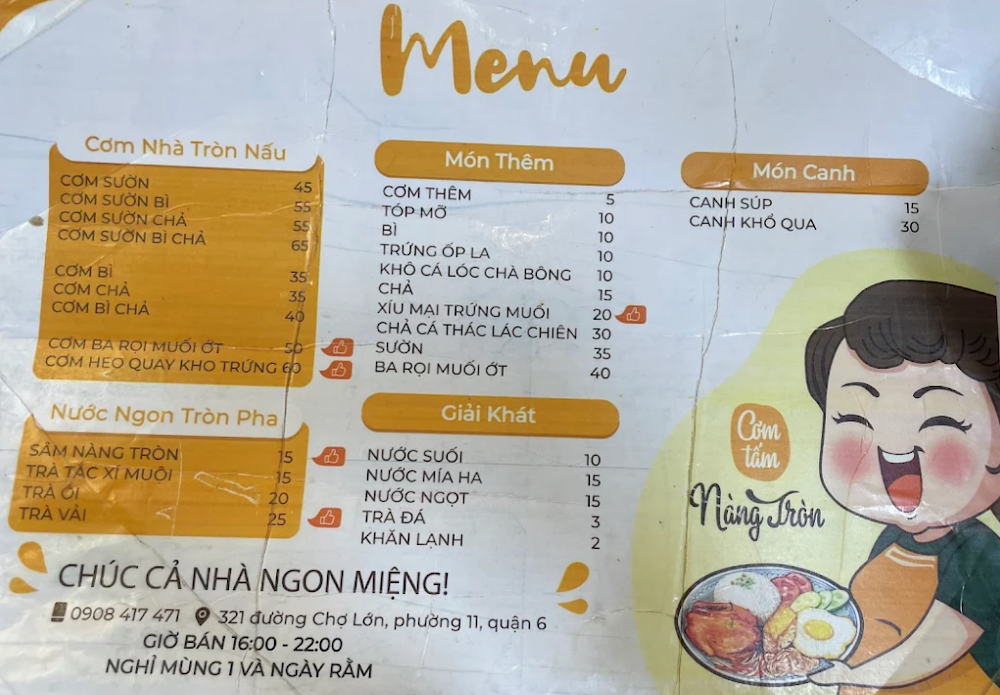 Menu
Cơm Nhà Tròn Nấu
CƠM SƯỜN 45
CƠM SƯỜN BÌ 55
CƠM SƯỜN CHẢ 55
CƠM SƯỜN BÌ CHẢ 65
CƠM BÌ 35
CƠM CHẢ 35
CƠM BÌ CHẢ 40
CƠM BA RỌI MUỐI ỚT 50
CƠM HEO QUAY KHO TRỨNG 60
Món Thêm
CƠM THÊM 5
TÓP MỠ 10
BÌ 10
TRỨNG ỐP LA 10
KHÔ CÁ LÓC CHÀ BÔNG 10
CHẢ 15
XÍU MẠI TRỨNG MUỐI 20
CHẢ CÁ THÁC LÁC CHIÊN 30
SƯỜN 35
BA RỌI MUỐI ỚT 40
Món Canh
CANH SÚP 15
CANH KHỔ QUA 30
Nước Ngon Tròn Pha
SÂM NÀNG TRÒN 15
TRÀ TẮC XÍ MUỘI 15
TRÀ ỔI 20
TRÀ VẢI 25
Giải Khát
NƯỚC SUỐI 10
NƯỚC MÍA HA 15
NƯỚC NGỌT 15
TRÀ ĐÁ 3
KHĂN LẠNH 2
Cơm
tấm
Nàng Tròn
CHÚC CẢ NHÀ NGON MIỆNG!
0908 417 471 321 đường Chợ Lớn, phường 11, quận 6
GIỜ BÁN 16:00 - 22:00
NGHỈ MÙNG 1 VÀ NGÀY RẰM